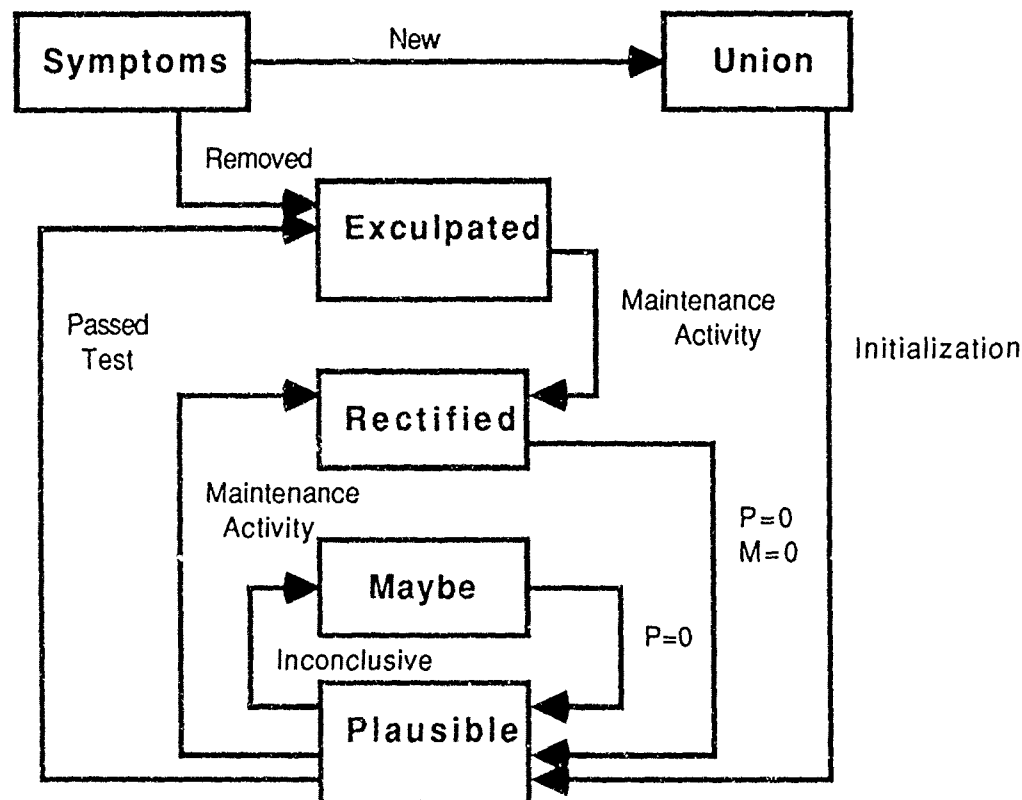 Symptoms
New
Union
Removed
Exculpated
Passed
Test
Maintenance
Activity
Initialization
Rectified
Maintenance
Activity
P=0
M=0
Maybe
P=0
Inconclusive
Plausible